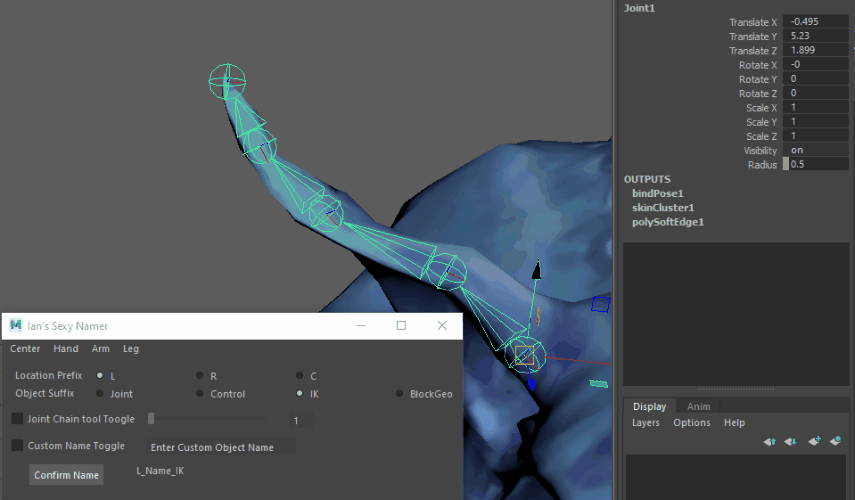 Joint1
Translate X -0.495
Translate Y 5.23
Translate Z 1.899
Rotate X -0
Rotate Y 0
Rotate Z 0
Scale X 1
Scale Y 1
Scale Z 1
Visibility on
Radius 0.5
OUTPUTS
bindPose1
skinCluster1
polySoftEdge1
M Ian's Sexy Namer
Center Hand Arm Leg
Location Prefix L R C
Object Suffix Joint Control IK BlockGeo
Joint Chain tool Toogle 1
Custom Name Toggle Enter Custom Object Name
Confirm Name L_Name_IK
Display Anim
Layers Options Help